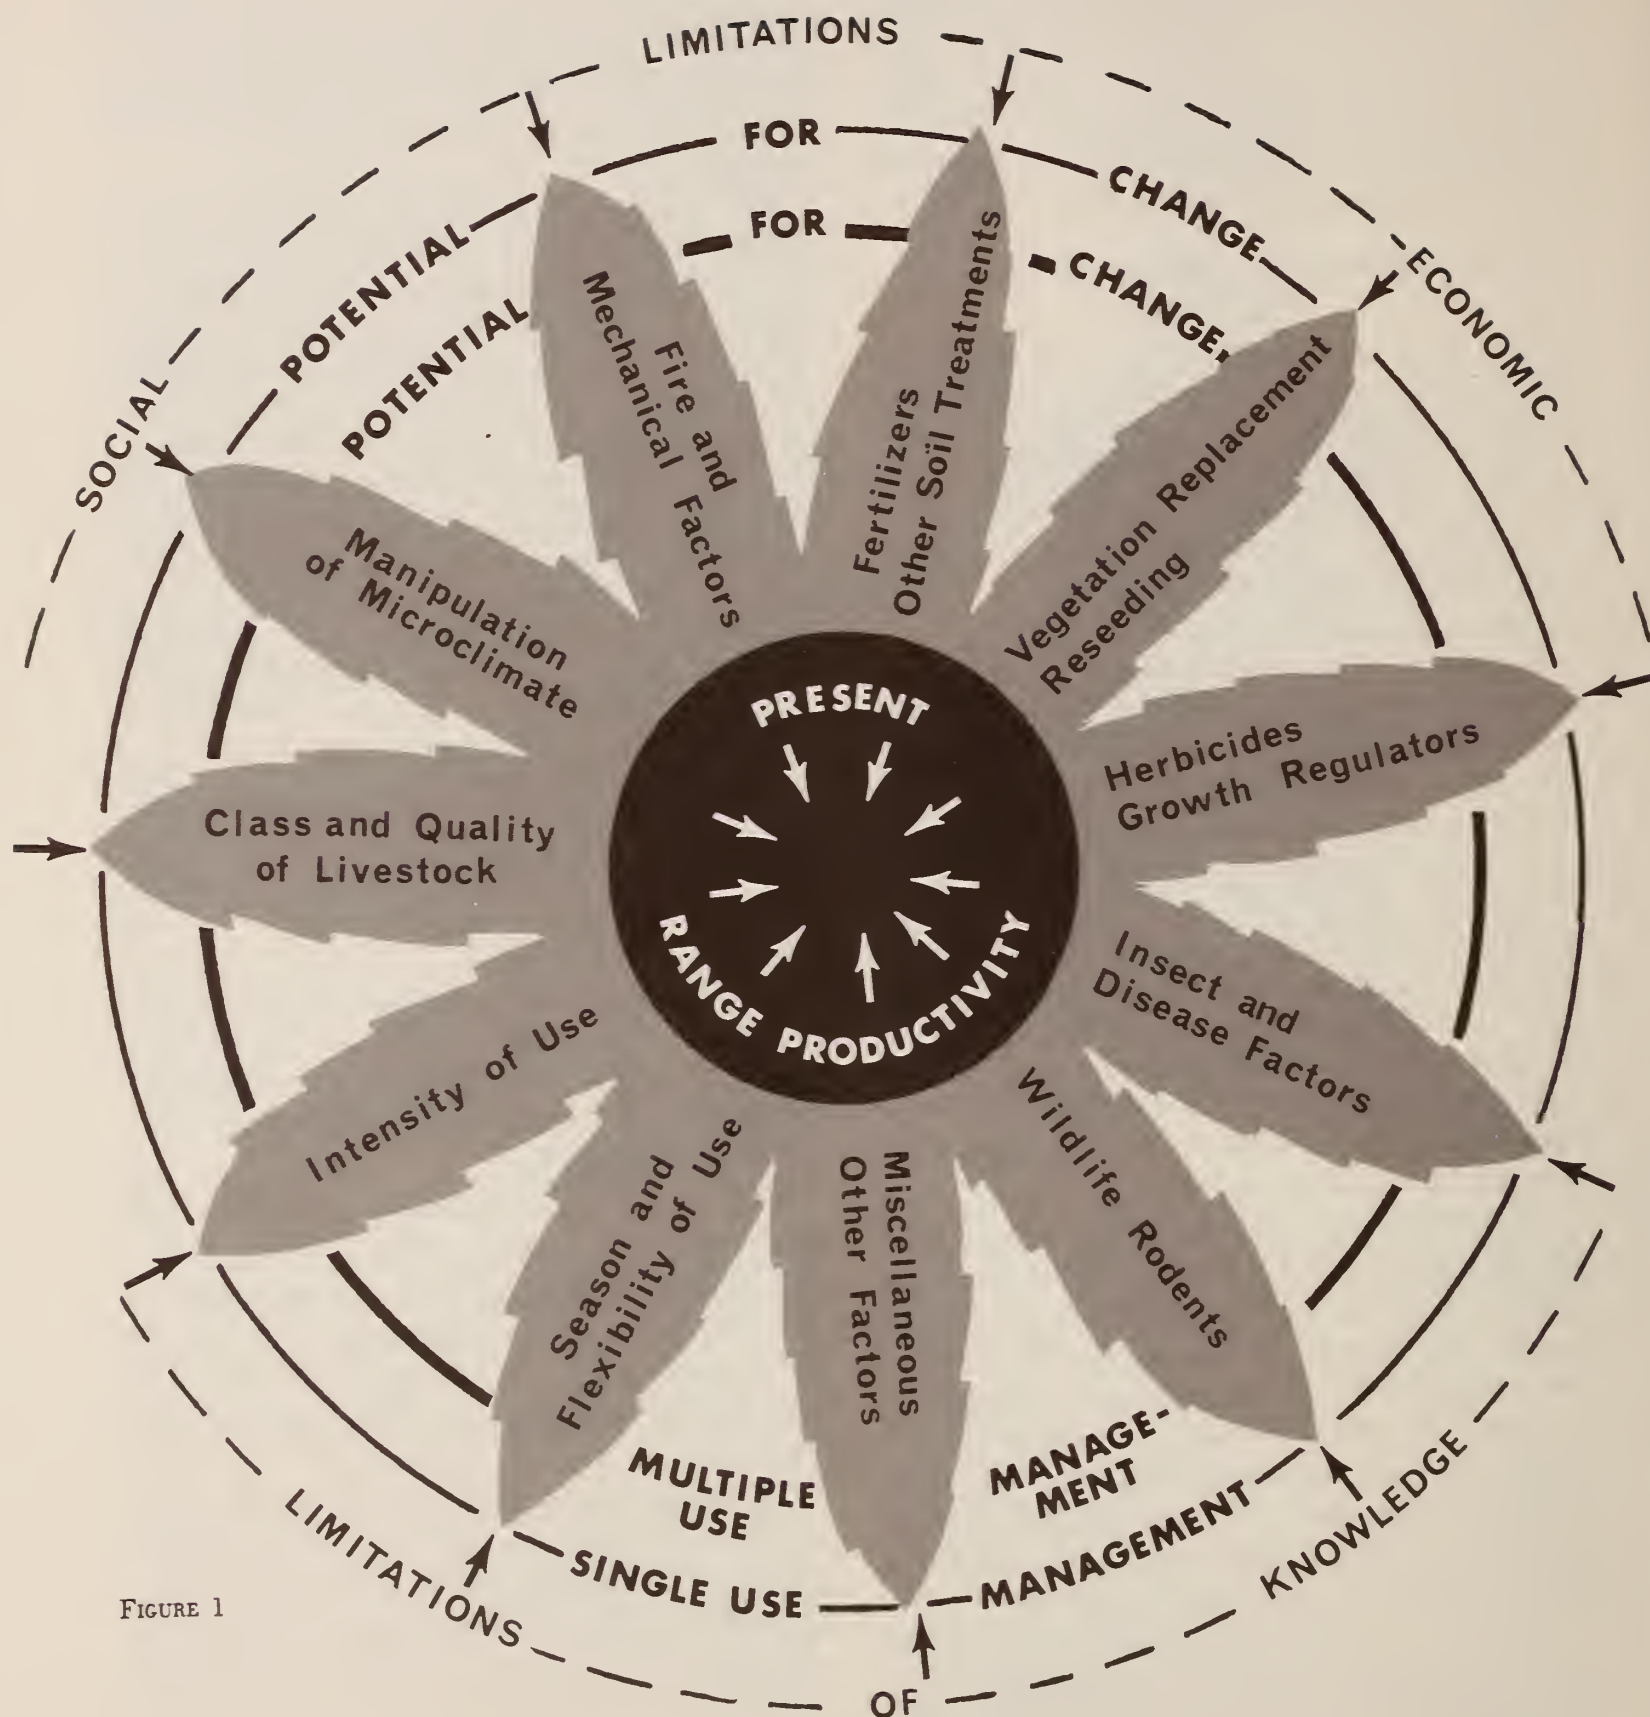 LIMITATIONS
SOCIAL
ECONOMIC
LIMITATIONS OF KNOWLEDGE
POTENTIAL FOR CHANGE
POTENTIAL FOR CHANGE,
Fire and
Mechanical Factors
Fertilizers
Other Soil Treatments
Vegetation Replacement
Reseeding
Herbicides
Growth Regulators
Insect and
Disease Factors
Wildlife Rodents
Miscellaneous
Other Factors
Season and
Flexibility of Use
Intensity of Use
Class and Quality
of Livestock
Manipulation
of Microclimate
PRESENT
RANGE PRODUCTIVITY
MULTIPLE
USE
MANAGE-
MENT
SINGLE USE MANAGEMENT
FIGURE 1